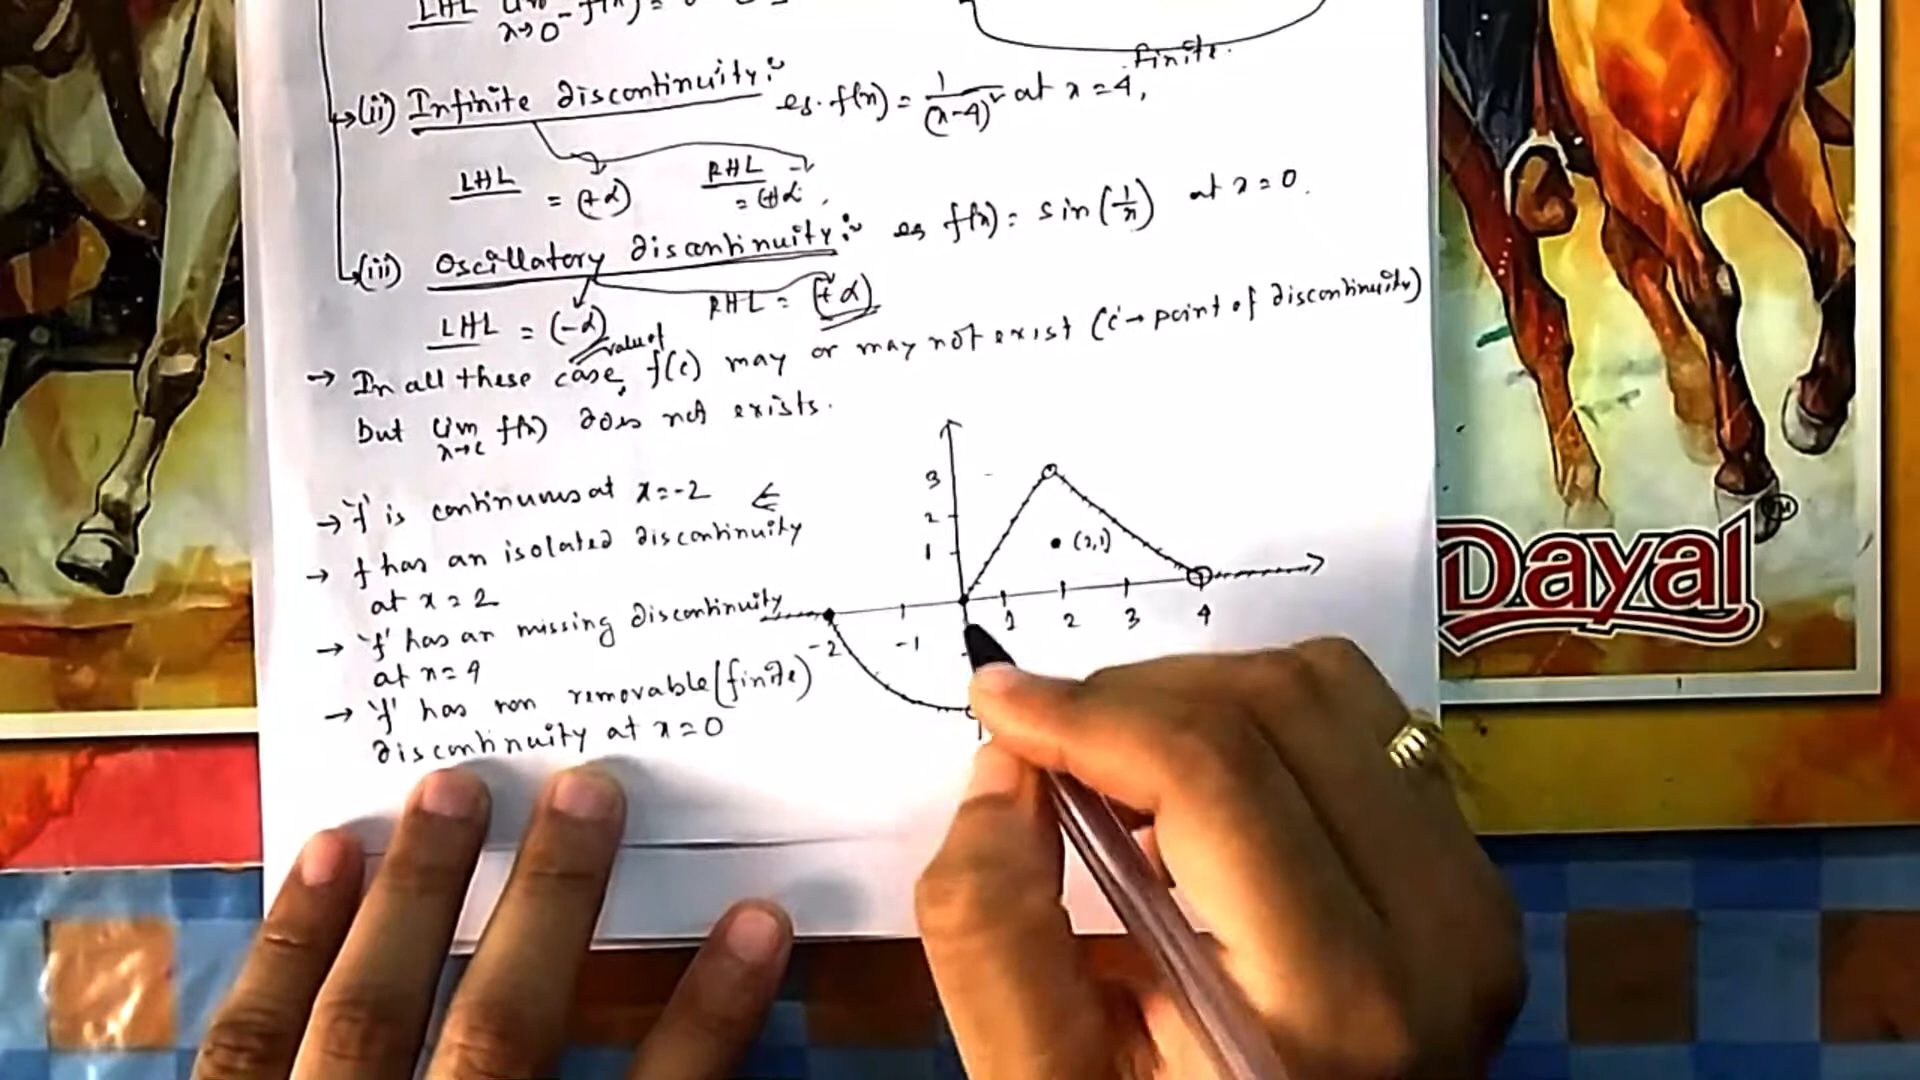 LHL lim x→0⁻ f(x) =
finite.
→(ii) Infinite discontinuity: eg. f(x) = 1/(x-4)² at x = 4,
LHL = (+∞) RHL = (+∞),
(iii) Oscillatory discontinuity: eg f(x) = sin(1/x) at x = 0.
LHL = (-∞) RHL = (+∞)
value of
→ In all these case, f(c) may or may not exist ('c' → point of discontinuity)
but lim x→c f(x) does not exists.
→ 'f' is continuous at x = -2 ⇐
→ f has an isolated discontinuity
at x = 2
→ 'f' has an missing discontinuity
at x = 4
→ 'f' has non removable (finite)
discontinuity at x = 0
3
2
1
(2,1)
-2 -1 1 2 3 4
Dayal